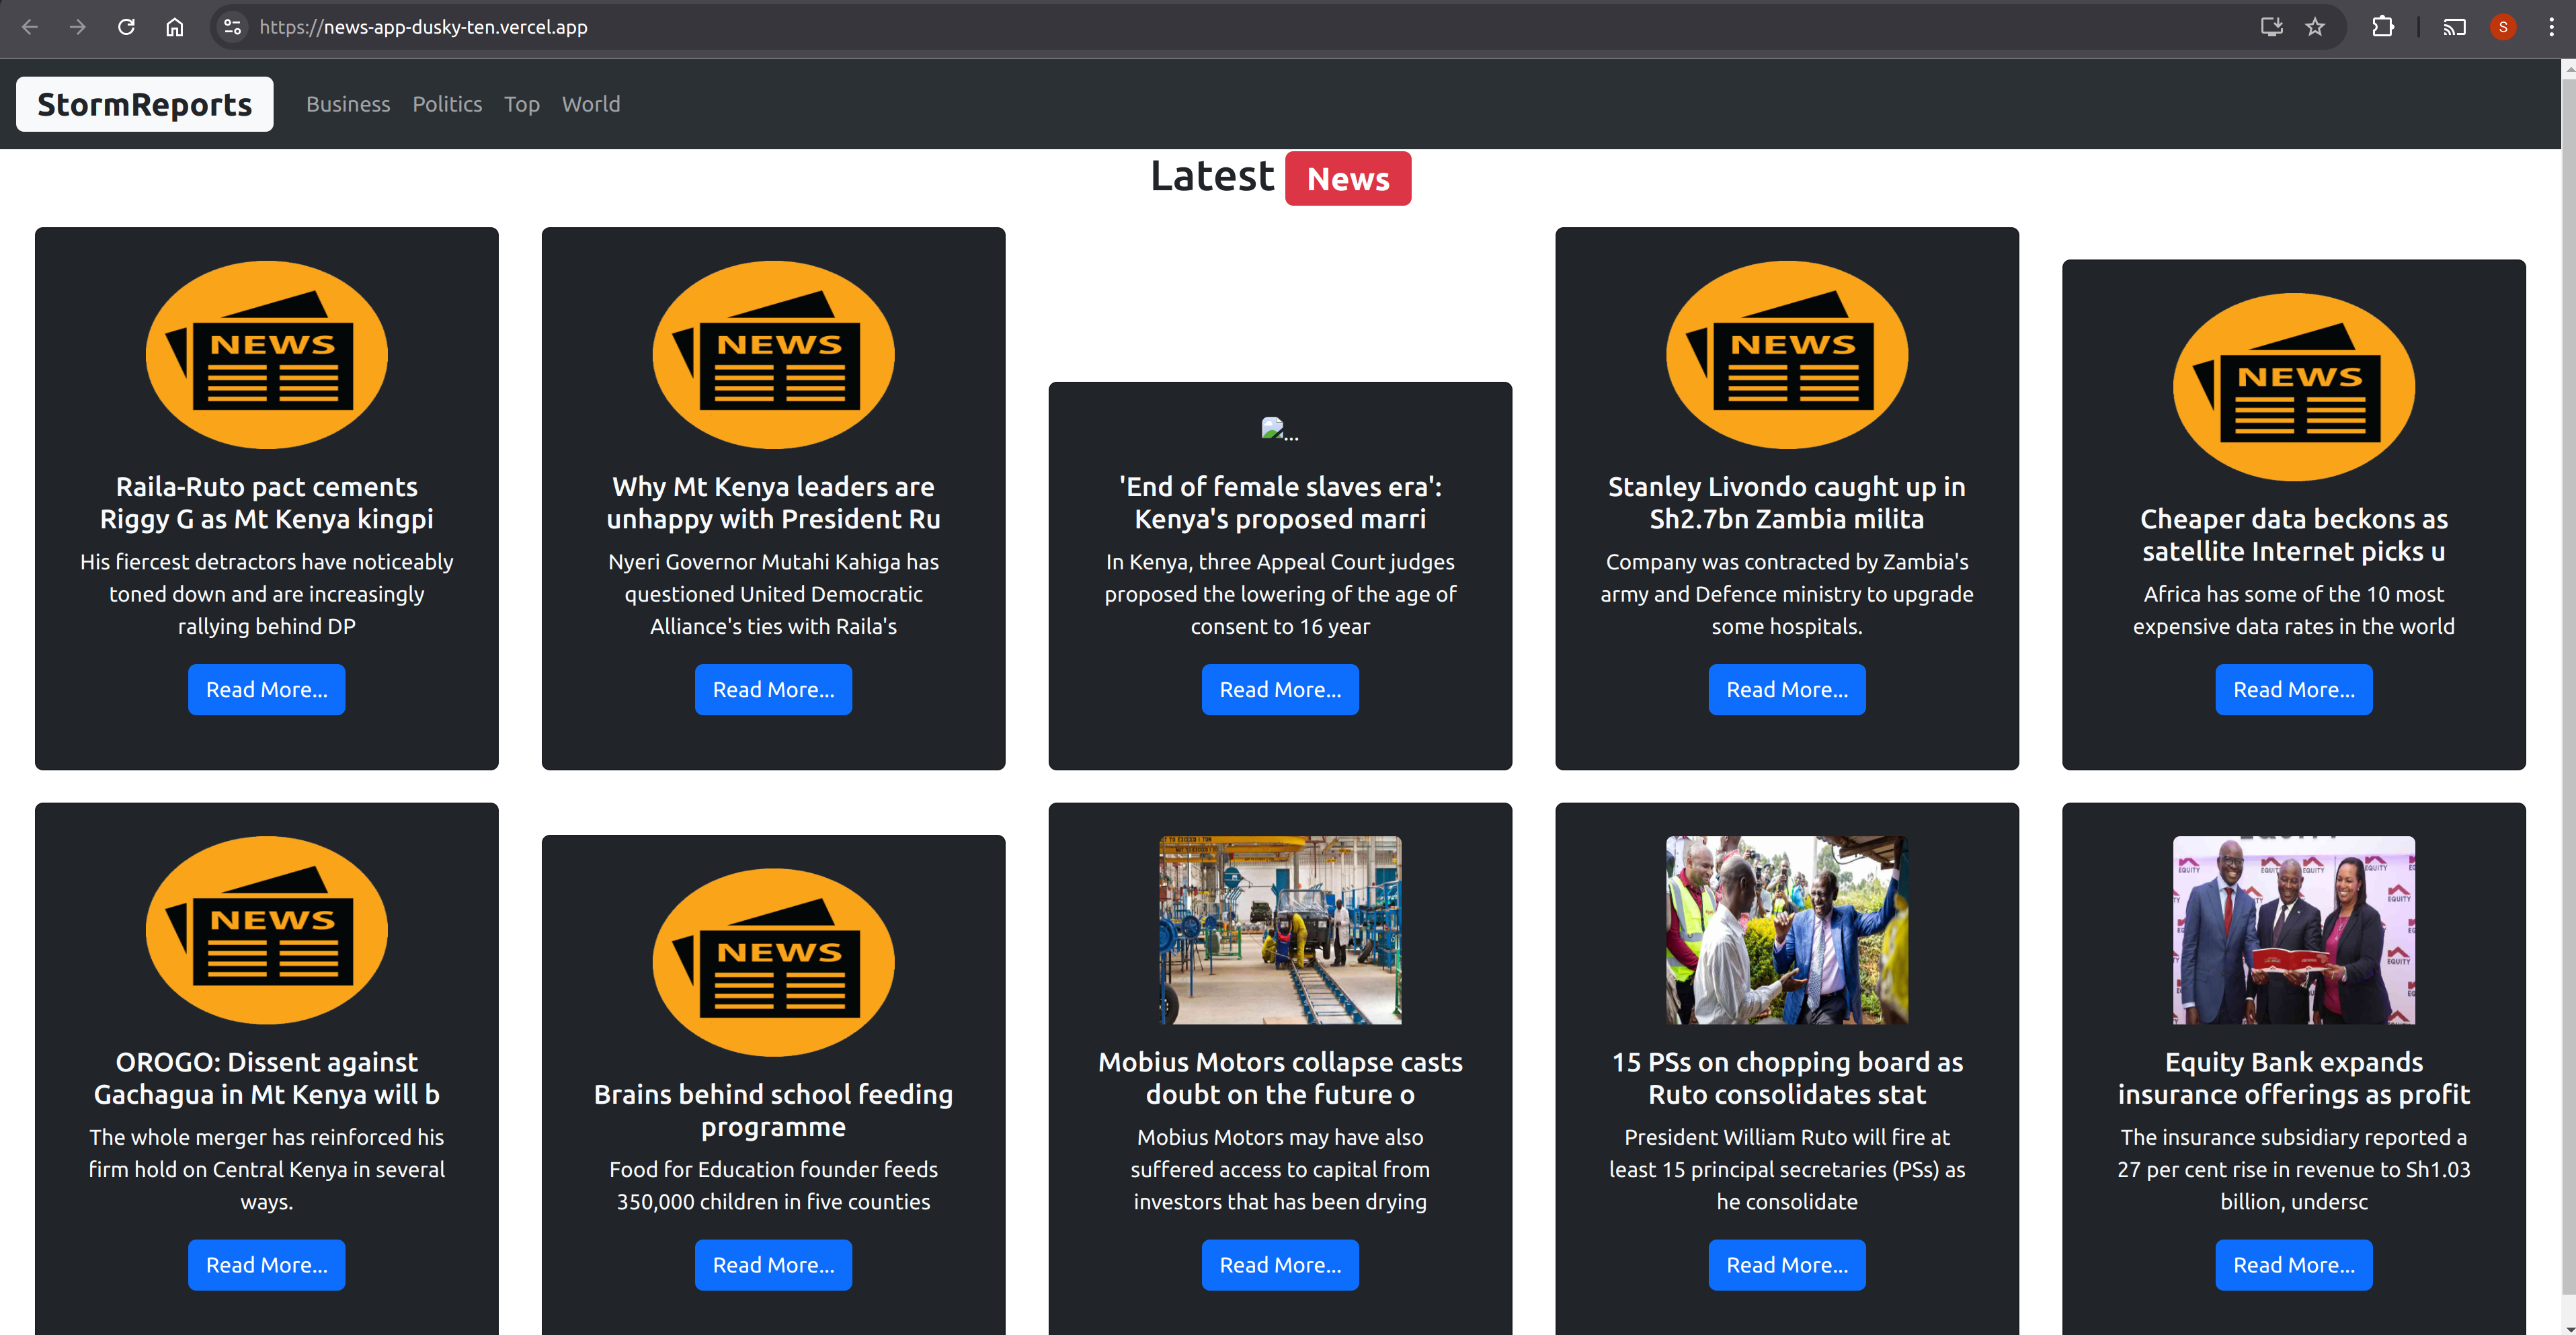 https://news-app-dusky-ten.vercel.app
S
StormReports Business Politics Top World
Latest News
NEWS
Raila-Ruto pact cements
Riggy G as Mt Kenya kingpi
His fiercest detractors have noticeably
toned down and are increasingly
rallying behind DP
Read More...
NEWS
Why Mt Kenya leaders are
unhappy with President Ru
Nyeri Governor Mutahi Kahiga has
questioned United Democratic
Alliance's ties with Raila's
Read More...
...
'End of female slaves era':
Kenya's proposed marri
In Kenya, three Appeal Court judges
proposed the lowering of the age of
consent to 16 year
Read More...
NEWS
Stanley Livondo caught up in
Sh2.7bn Zambia milita
Company was contracted by Zambia's
army and Defence ministry to upgrade
some hospitals.
Read More...
NEWS
Cheaper data beckons as
satellite Internet picks u
Africa has some of the 10 most
expensive data rates in the world
Read More...
NEWS
OROGO: Dissent against
Gachagua in Mt Kenya will b
The whole merger has reinforced his
firm hold on Central Kenya in several
ways.
Read More...
NEWS
Brains behind school feeding
programme
Food for Education founder feeds
350,000 children in five counties
Read More...
Mobius Motors collapse casts
doubt on the future o
Mobius Motors may have also
suffered access to capital from
investors that has been drying
Read More...
15 PSs on chopping board as
Ruto consolidates stat
President William Ruto will fire at
least 15 principal secretaries (PSs) as
he consolidate
Read More...
EQUITY
EQUITY
EQUITY
EQUITY
EQUITY
Equity Bank expands
insurance offerings as profit
The insurance subsidiary reported a
27 per cent rise in revenue to Sh1.03
billion, undersc
Read More...